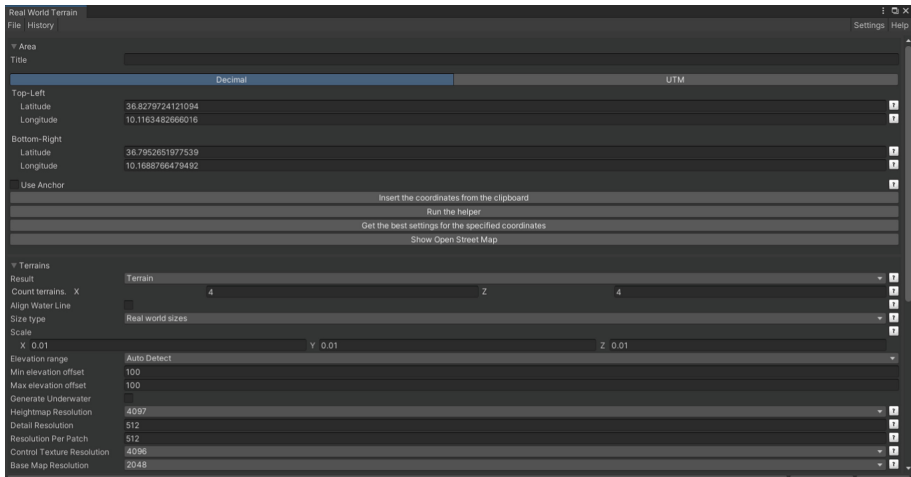 Real World Terrain
File History Settings Help
Area
Title
Decimal UTM
Top-Left
Latitude 36.8279724121094 ?
Longitude 10.1163482666016 ?
Bottom-Right
Latitude 36.7952651977539 ?
Longitude 10.1688766479492 ?
Use Anchor ?
Insert the coordinates from the clipboard
Run the helper
Get the best settings for the specified coordinates
Show Open Street Map
Terrains
Result Terrain ?
Count terrains. X 4 Z 4 ?
Align Water Line ?
Size type Real world sizes ?
Scale ?
X 0.01 Y 0.01 Z 0.01
Elevation range Auto Detect
Min elevation offset 100
Max elevation offset 100
Generate Underwater
Heightmap Resolution 4097 ?
Detail Resolution 512 ?
Resolution Per Patch 512 ?
Control Texture Resolution 4096 ?
Base Map Resolution 2048 ?